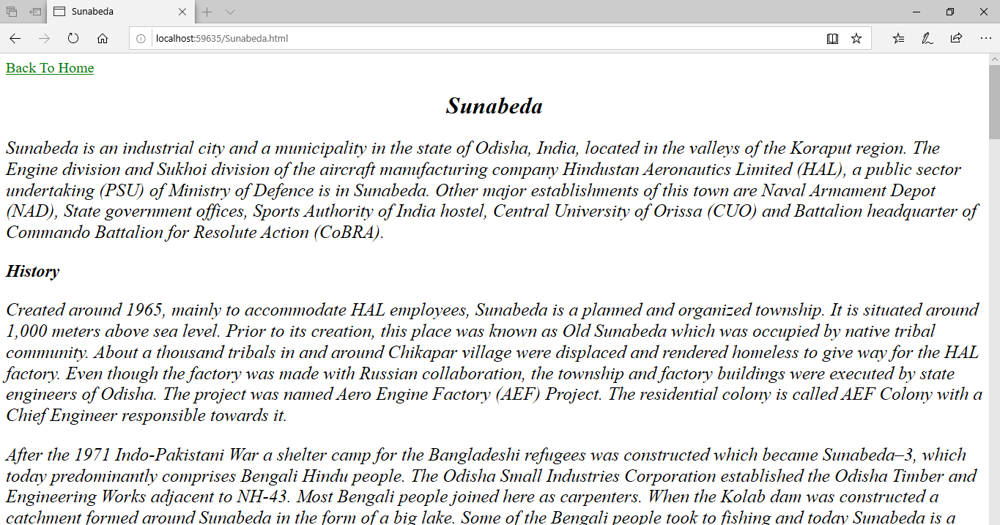 Sunabeda
localhost:59635/Sunabeda.html
Back To Home
Sunabeda
Sunabeda is an industrial city and a municipality in the state of Odisha, India, located in the valleys of the Koraput region. The
Engine division and Sukhoi division of the aircraft manufacturing company Hindustan Aeronautics Limited (HAL), a public sector
undertaking (PSU) of Ministry of Defence is in Sunabeda. Other major establishments of this town are Naval Armament Depot
(NAD), State government offices, Sports Authority of India hostel, Central University of Orissa (CUO) and Battalion headquarter of
Commando Battalion for Resolute Action (CoBRA).
History
Created around 1965, mainly to accommodate HAL employees, Sunabeda is a planned and organized township. It is situated around
1,000 meters above sea level. Prior to its creation, this place was known as Old Sunabeda which was occupied by native tribal
community. About a thousand tribals in and around Chikapar village were displaced and rendered homeless to give way for the HAL
factory. Even though the factory was made with Russian collaboration, the township and factory buildings were executed by state
engineers of Odisha. The project was named Aero Engine Factory (AEF) Project. The residential colony is called AEF Colony with a
Chief Engineer responsible towards it.
After the 1971 Indo-Pakistani War a shelter camp for the Bangladeshi refugees was constructed which became Sunabeda–3, which
today predominantly comprises Bengali Hindu people. The Odisha Small Industries Corporation established the Odisha Timber and
Engineering Works adjacent to NH-43. Most Bengali people joined here as carpenters. When the Kolab dam was constructed a
catchment formed around Sunabeda in the form of a big lake. Some of the Bengali people took to fishing and today Sunabeda is a